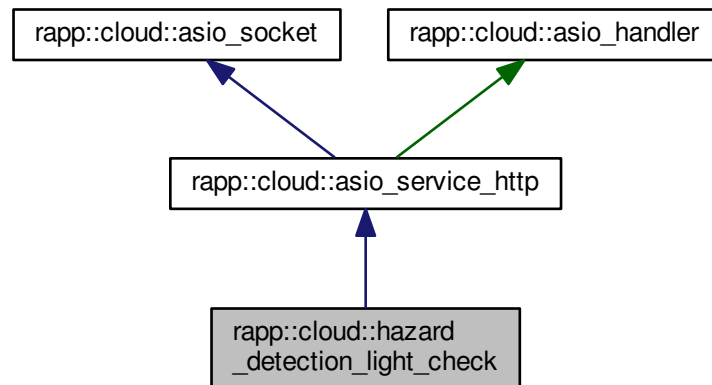 rapp::cloud::asio_socket
rapp::cloud::asio_handler
rapp::cloud::asio_service_http
rapp::cloud::hazard
_detection_light_check